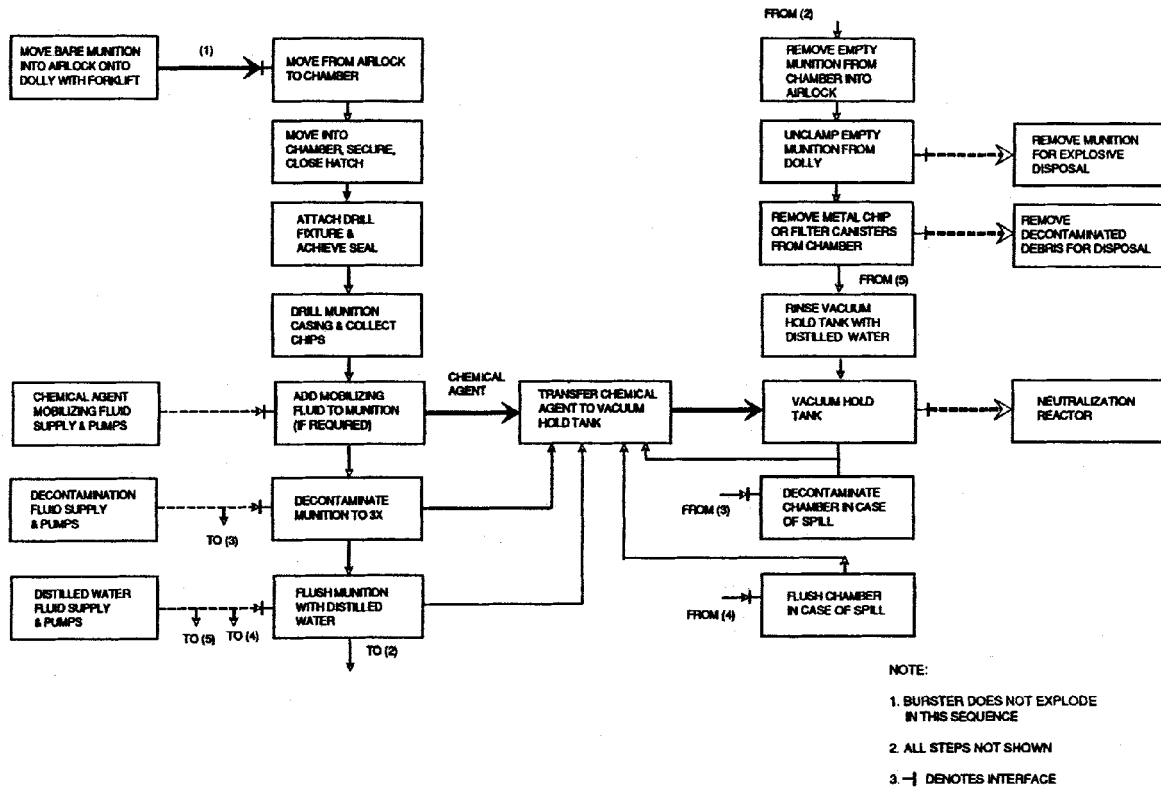 MOVE BARE MUNITION
INTO AIRLOCK ONTO
DOLLY WITH FORKLIFT
(1)
MOVE FROM AIRLOCK
TO CHAMBER
MOVE INTO
CHAMBER, SECURE,
CLOSE HATCH
ATTACH DRILL
FIXTURE &
ACHIEVE SEAL
DRILL MUNITION
CASING & COLLECT
CHIPS
CHEMICAL AGENT
MOBILIZING FLUID
SUPPLY & PUMPS
ADD MOBILIZING
FLUID TO MUNITION
(IF REQUIRED)
CHEMICAL
AGENT
TRANSFER CHEMICAL
AGENT TO VACUUM
HOLD TANK
DECONTAMINATION
FLUID SUPPLY
& PUMPS
TO (3)
DECONTAMINATE
MUNITION TO 3X
DISTILLED WATER
FLUID SUPPLY
& PUMPS
TO (5)
TO (4)
FLUSH MUNITION
WITH DISTILLED
WATER
TO (2)
FROM (2)
REMOVE EMPTY
MUNITION FROM
CHAMBER INTO
AIRLOCK
UNCLAMP EMPTY
MUNITION FROM
DOLLY
REMOVE MUNITION
FOR EXPLOSIVE
DISPOSAL
REMOVE METAL CHIP
OR FILTER CANISTERS
FROM CHAMBER
REMOVE
DECONTAMINATED
DEBRIS FOR DISPOSAL
FROM (5)
RINSE VACUUM
HOLD TANK WITH
DISTILLED WATER
VACUUM HOLD
TANK
NEUTRALIZATION
REACTOR
FROM (3)
DECONTAMINATE
CHAMBER IN CASE
OF SPILL
FROM (4)
FLUSH CHAMBER
IN CASE OF SPILL
NOTE:
1. BURSTER DOES NOT EXPLODE
IN THIS SEQUENCE
2. ALL STEPS NOT SHOWN
3. DENOTES INTERFACE